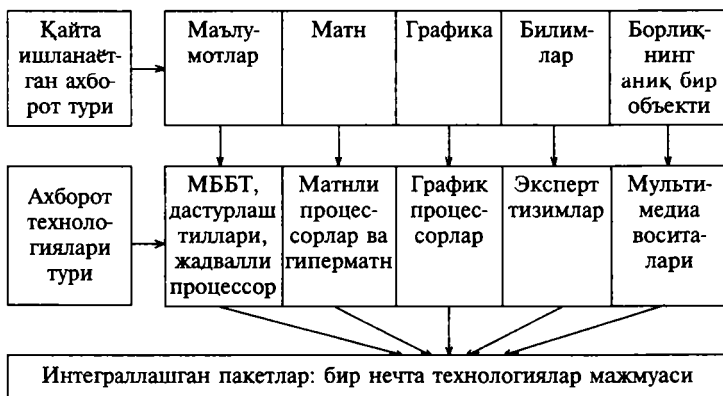 Қайта
ишланаёт-
ган ахбо-
рот тури
Маълу-
мотлар
Матн
Графика
Билим-
лар
Борлиқ-
нинг
аниқ бир
объекти
Ахборот
техноло-
гиялари
тури
МББТ,
дастурлаш
тиллари,
жадвалли
процессор
Матнли
процес-
сорлар ва
гиперматн
График
процес-
сорлар
Эксперт
тизимлар
Мульти-
медиа
восита-
лари
Интеграллашган пакетлар: бир нечта технологиялар мажмуаси